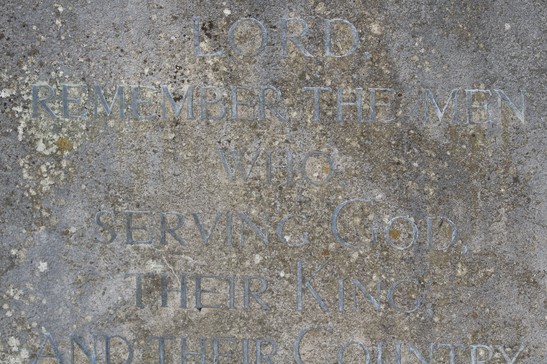 LORD,
REMEMBER THE MEN
WHO,
SERVING GOD,
THEIR KING,
AND THEIR COUNTRY